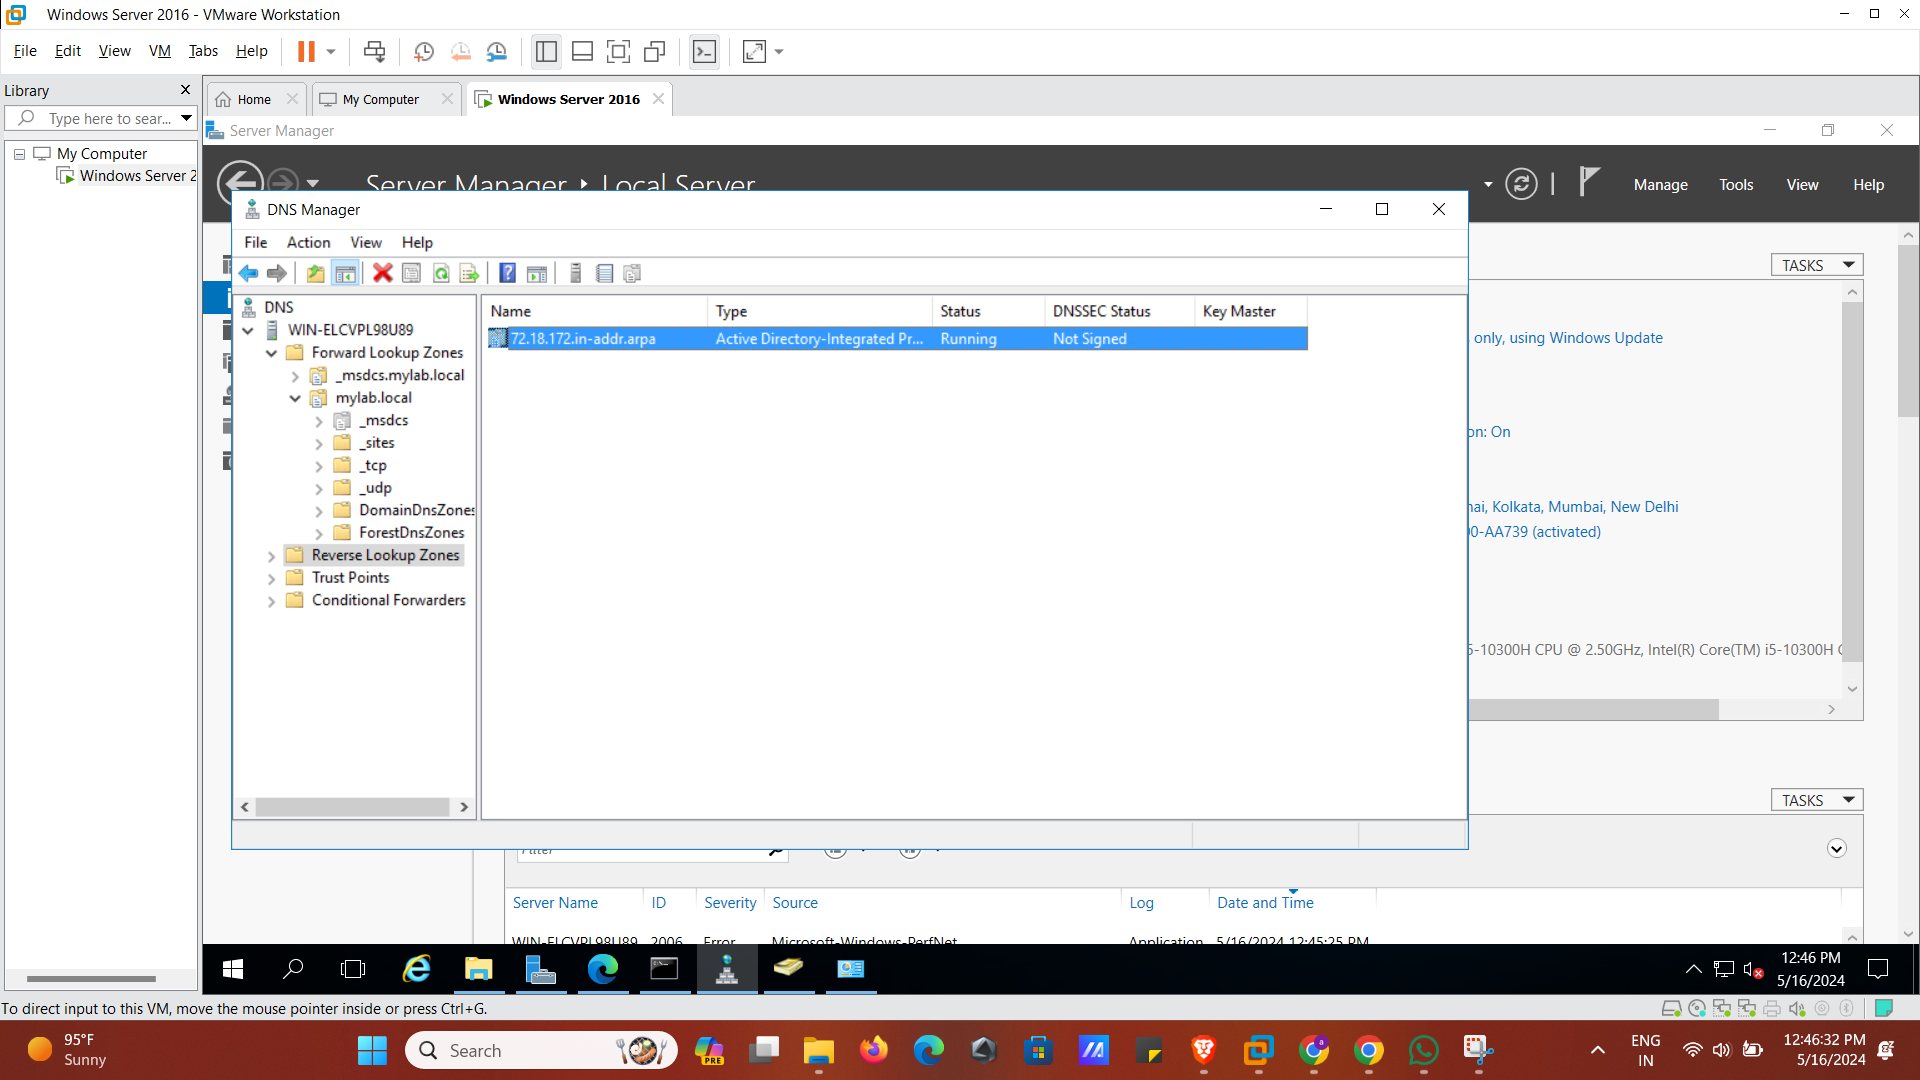 Windows Server 2016 - VMware Workstation
File Edit View VM Tabs Help
Library
Type here to sear...
My Computer
Windows Server 2
Home
My Computer
Windows Server 2016
Server Manager
Server Manager Local Server
Manage Tools View Help
DNS Manager
File Action View Help
DNS
WIN-ELCVPL98U89
Forward Lookup Zones
_msdcs.mylab.local
mylab.local
_msdcs
_sites
_tcp
_udp
DomainDnsZones
ForestDnsZones
Reverse Lookup Zones
Trust Points
Conditional Forwarders
Name Type Status DNSSEC Status Key Master
72.18.172.in-addr.arpa Active Directory-Integrated Pr... Running Not Signed
TASKS
only, using Windows Update
on: On
nai, Kolkata, Mumbai, New Delhi
00-AA739 (activated)
5-10300H CPU @ 2.50GHz, Intel(R) Core(TM) i5-10300H
TASKS
Filter
Server Name ID Severity Source Log Date and Time
WIN-ELCVPL98U89 2006 Error Microsoft-Windows-PerfNet Application 5/16/2024 12:45:25 PM
12:46 PM
5/16/2024
To direct input to this VM, move the mouse pointer inside or press Ctrl+G.
95°F
Sunny
Search
PRE
ENG
IN
12:46:32 PM
5/16/2024